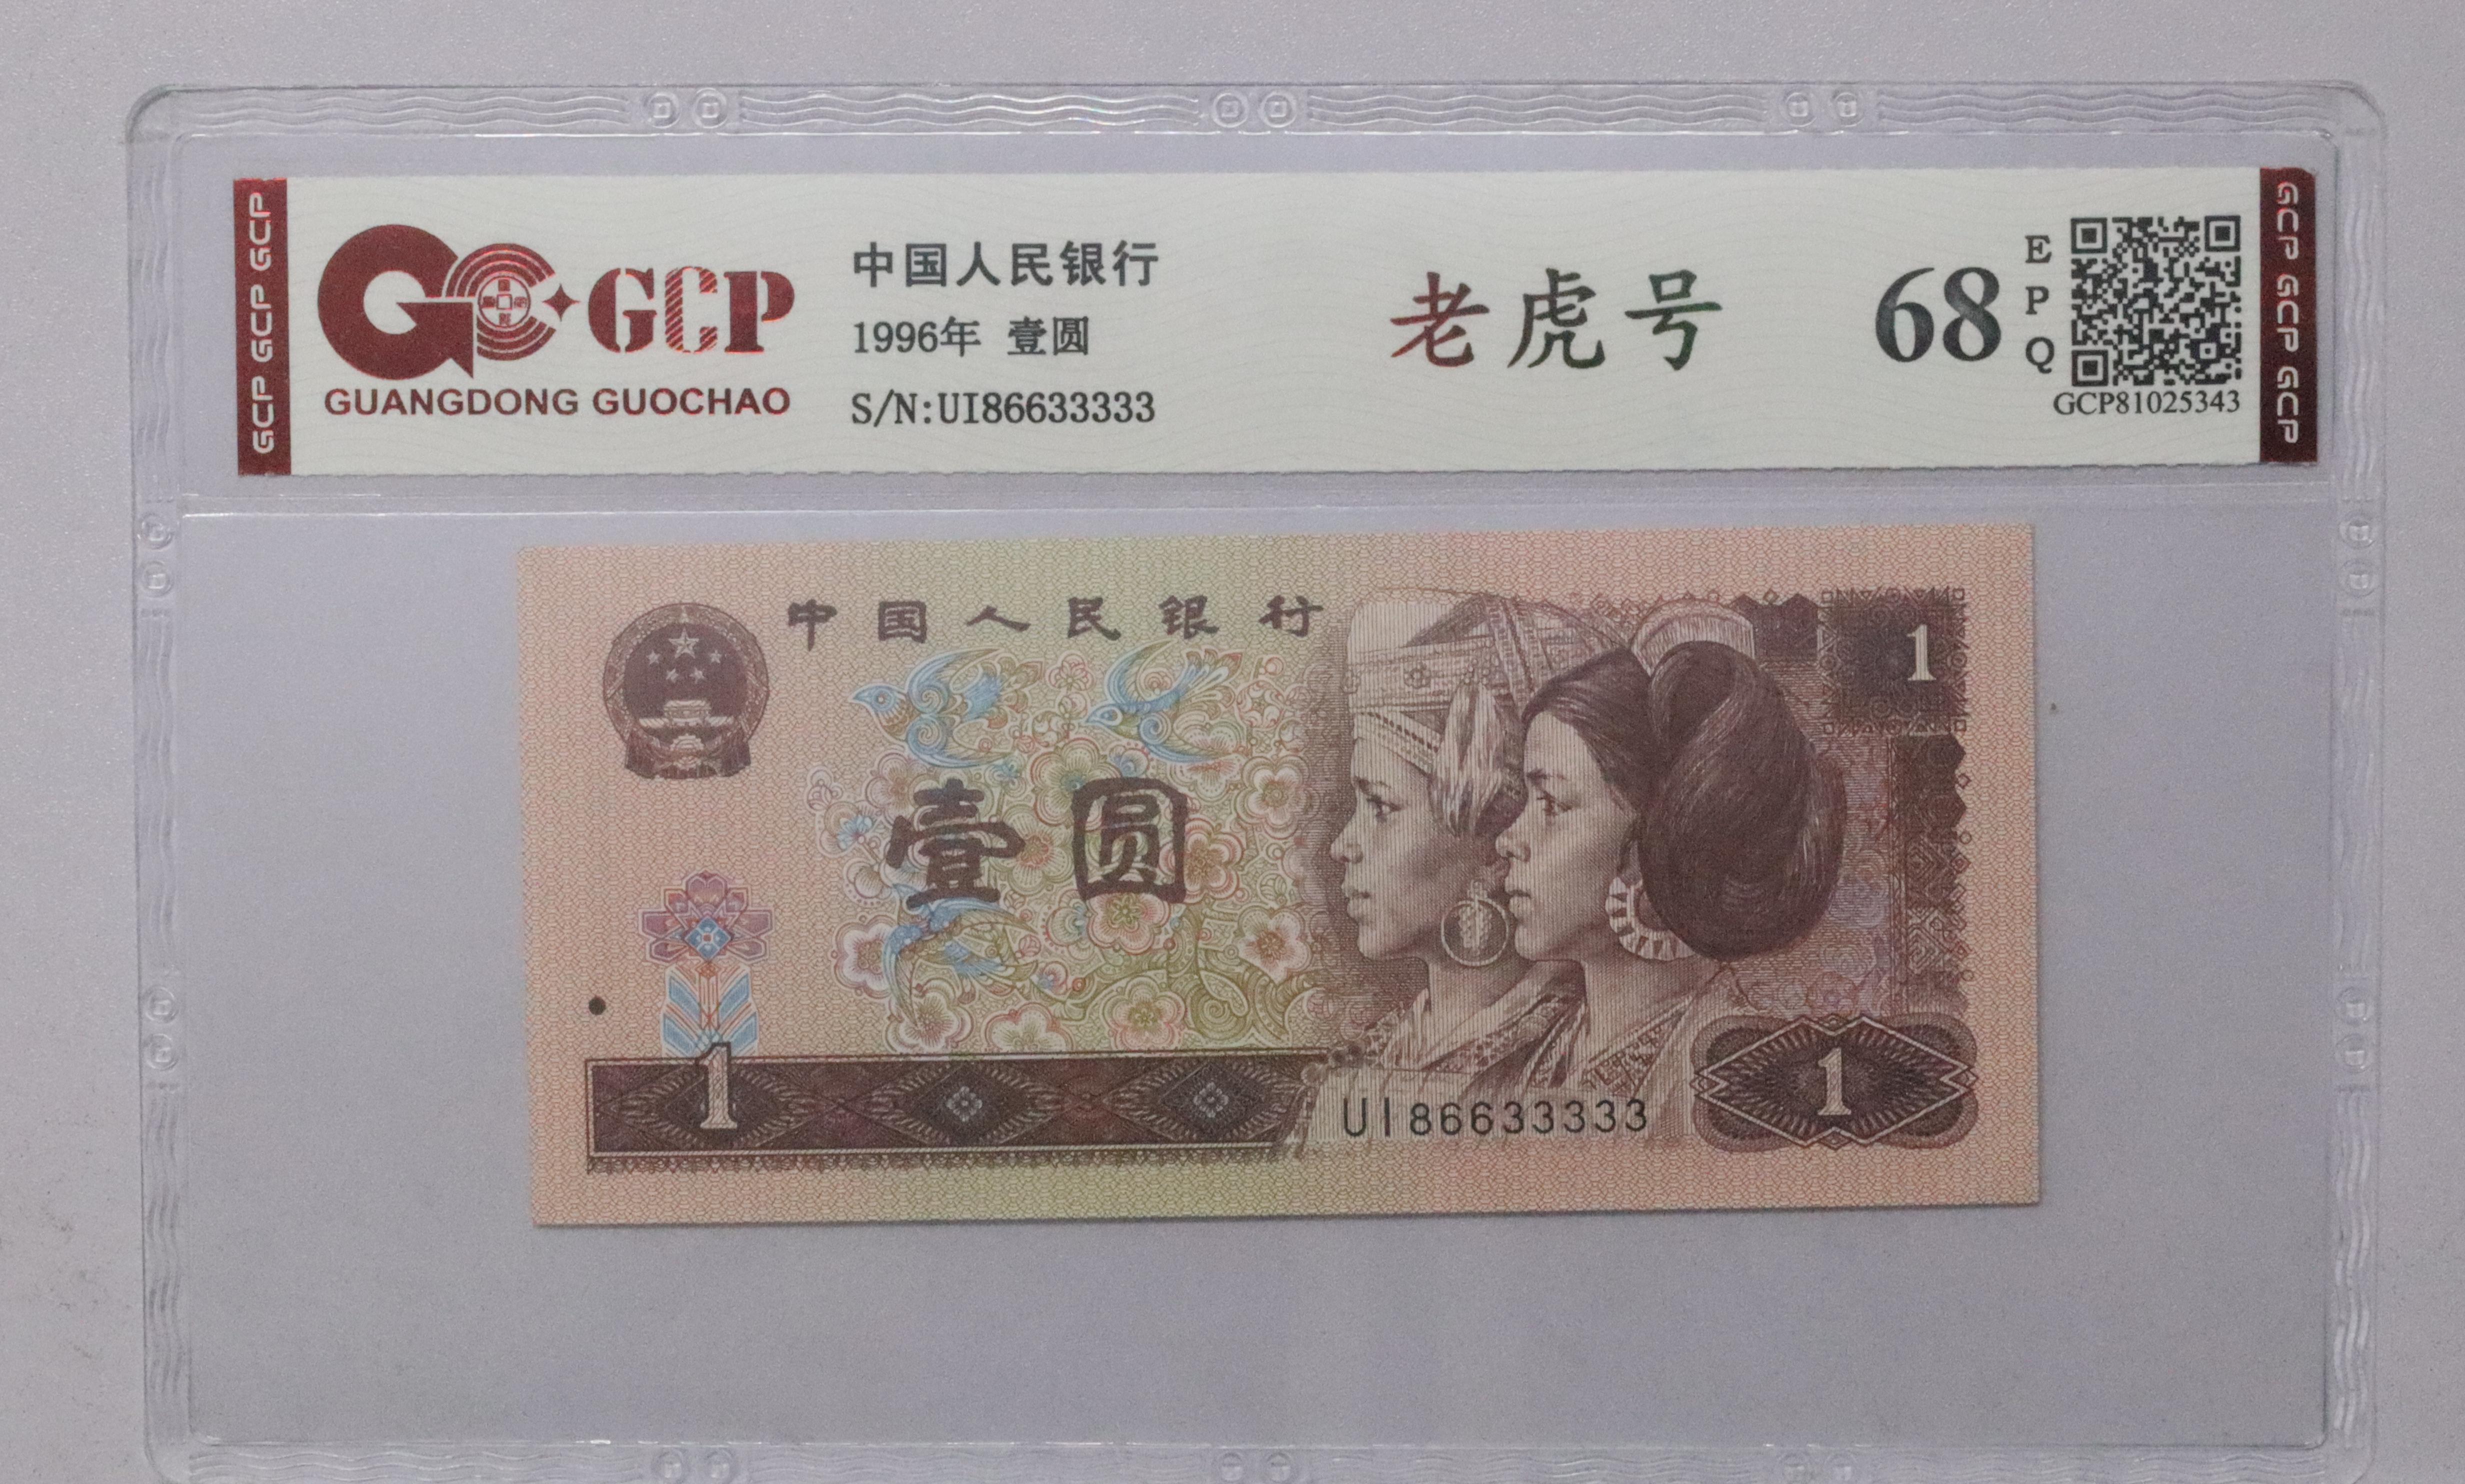 GCP GCP GCP
GCP
GUANGDONG GUOCHAO
中国人民银行
1996年 壹圆
S/N:UI86633333
老虎号
68
EPQ
GCP81025343
GCP GCP GCP
中国人民银行
1
壹圆
1
UI86633333
1